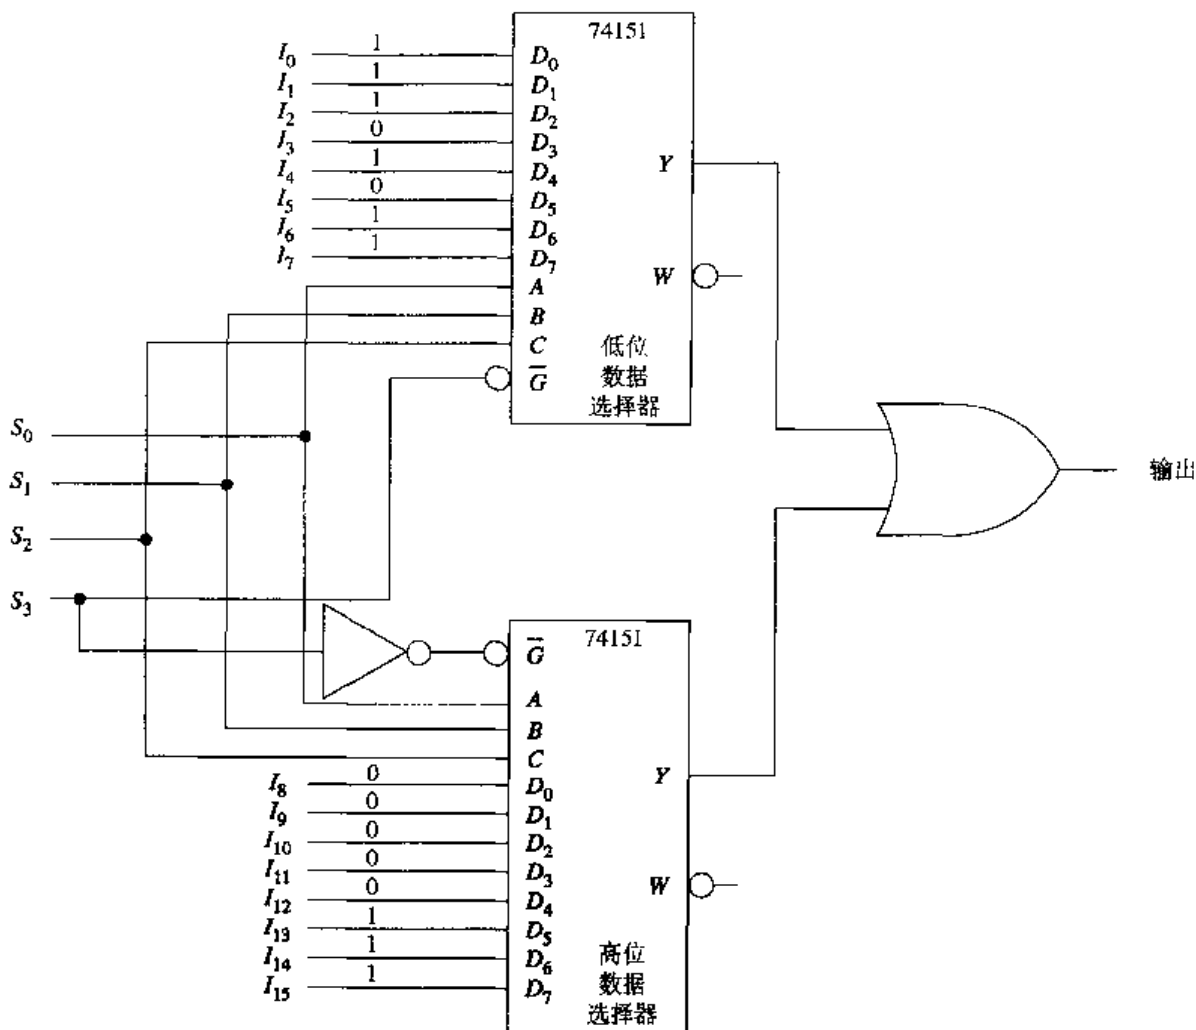 74151
I₀ 1 D₀
I₁ 1 D₁
I₂ 1 D₂
I₃ 0 D₃
I₄ 1 D₄
I₅ 0 D₅
I₆ 1 D₆
I₇ 1 D₇
Y
W
A
B
C
G̅
低位
数据
选择器
S₀
S₁
S₂
S₃
输出
74151
G̅
A
B
C
I₈ 0 D₀
I₉ 0 D₁
I₁₀ 0 D₂
I₁₁ 0 D₃
I₁₂ 0 D₄
I₁₃ 1 D₅
I₁₄ 1 D₆
I₁₅ 1 D₇
Y
W
高位
数据
选择器